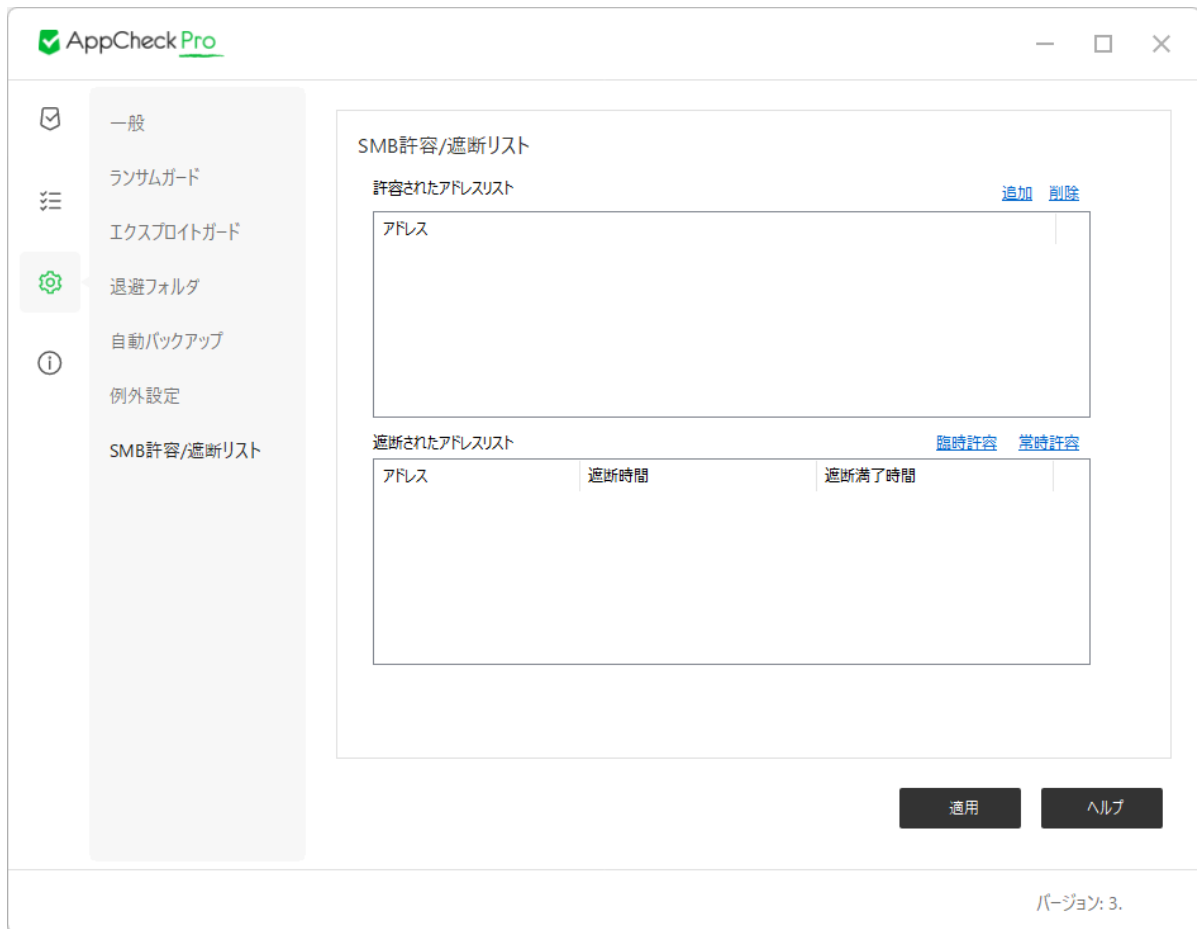 AppCheck Pro
一般
ランサムガード
エクスプロイトガード
退避フォルダ
自動バックアップ
例外設定
SMB許容/遮断リスト
SMB許容/遮断リスト
許容されたアドレスリスト 追加 削除
アドレス
遮断されたアドレスリスト 臨時許容 常時許容
アドレス 遮断時間 遮断満了時間
適用 ヘルプ
バージョン: 3.